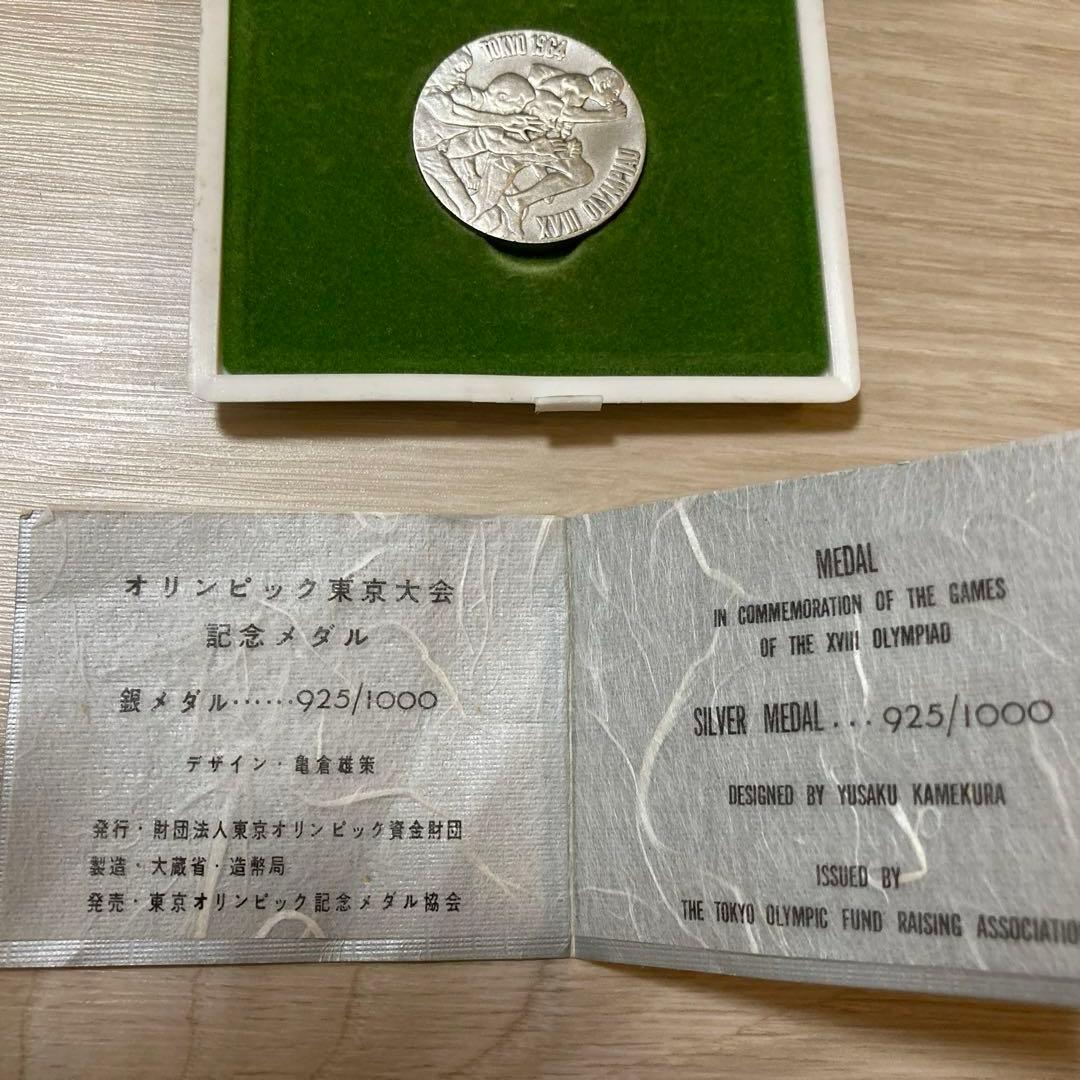 TOKYO 1964
XVIII OLYMPIAD
オリンピック東京大会
記念メダル
銀メダル……925/1000
デザイン・亀倉雄策
発行・財団法人東京オリンピック資金財団
製造・大蔵省・造幣局
発売・東京オリンピック記念メダル協会
MEDAL
IN COMMEMORATION OF THE GAMES
OF THE XVIII OLYMPIAD
SILVER MEDAL...925/1000
DESIGNED BY YUSAKU KAMEKURA
ISSUED BY
THE TOKYO OLYMPIC FUND RAISING ASSOCIATIO